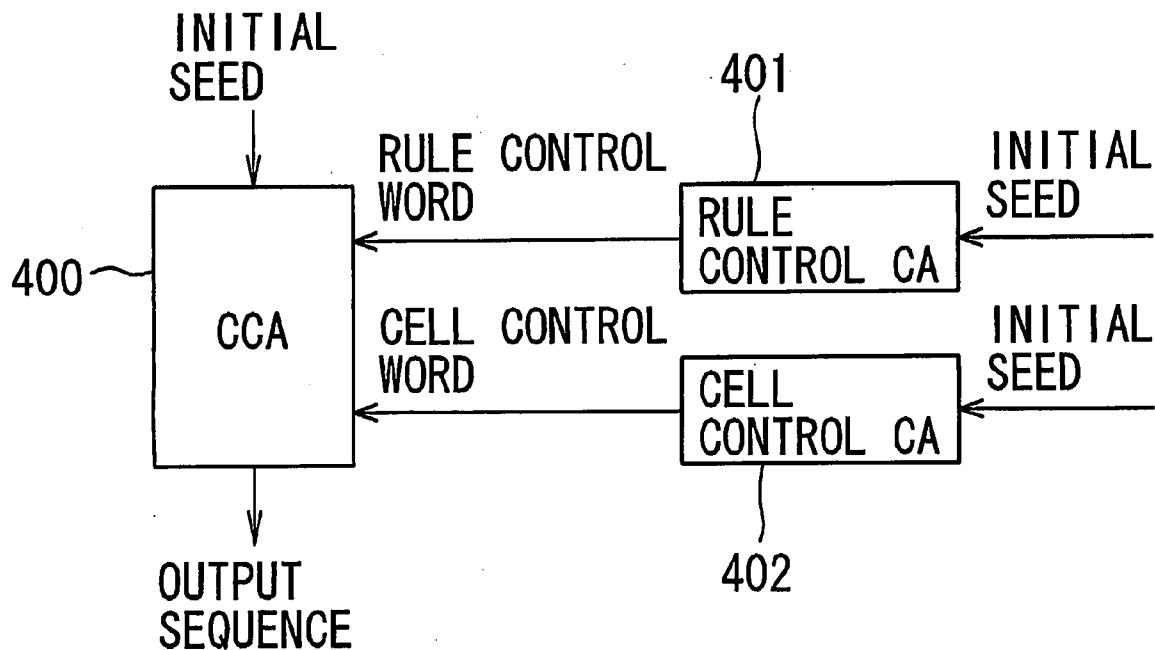 INITIAL
SEED
401
RULE CONTROL
WORD
INITIAL
SEED
RULE
CONTROL CA
400
CCA
CELL CONTROL
WORD
INITIAL
SEED
CELL
CONTROL CA
402
OUTPUT
SEQUENCE